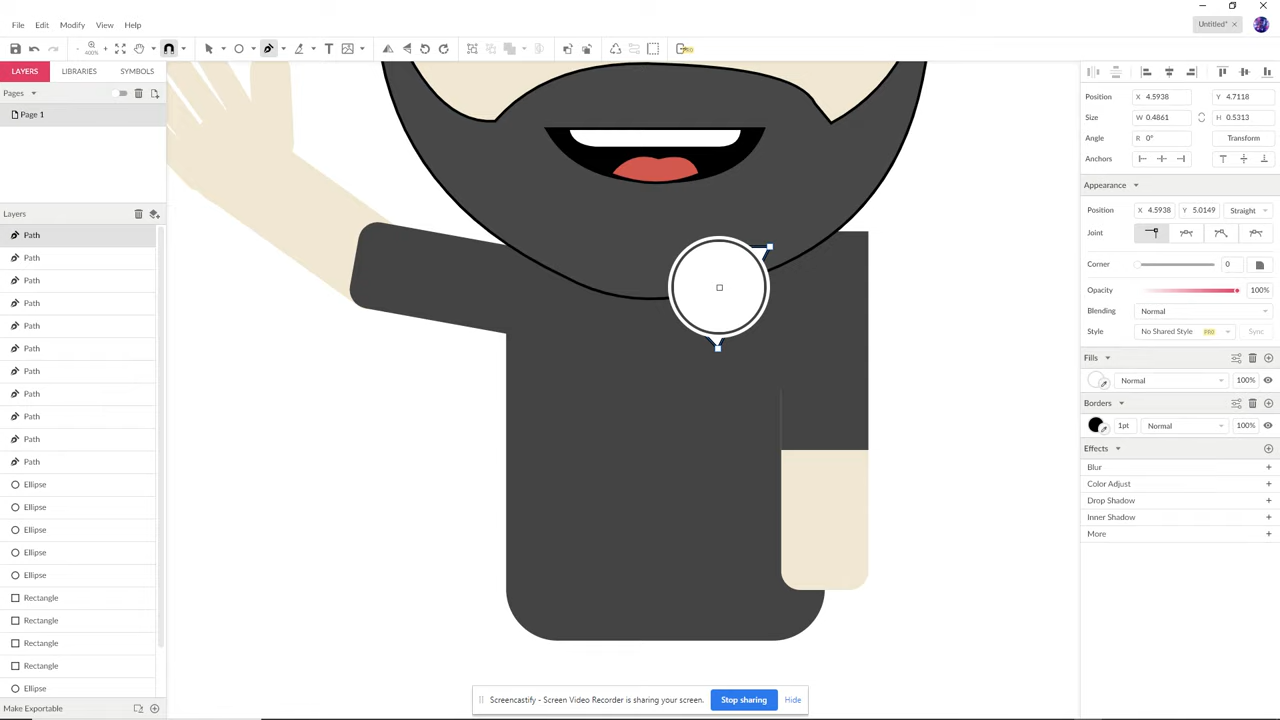 File Edit Modify View Help
Untitled*
400%
LAYERS LIBRARIES SYMBOLS
Pages
Page 1
Layers
Path
Path
Path
Path
Path
Path
Path
Path
Path
Path
Path
Ellipse
Ellipse
Ellipse
Ellipse
Ellipse
Rectangle
Rectangle
Rectangle
Rectangle
Ellipse
Make Exportable
Position X 4.5938 Y 4.7118
Size W 0.4861 H 0.5313
Angle R 0° Transform
Anchors
Appearance
Position X 4.5938 Y 5.0149 Straight
Joint
Corner 0
Opacity 100%
Blending Normal
Style No Shared Style PRO Sync
Fills
Normal 100%
Borders
1pt Normal 100%
Effects
Blur
Color Adjust
Drop Shadow
Inner Shadow
More
Screencastify - Screen Video Recorder is sharing your screen. Stop sharing Hide